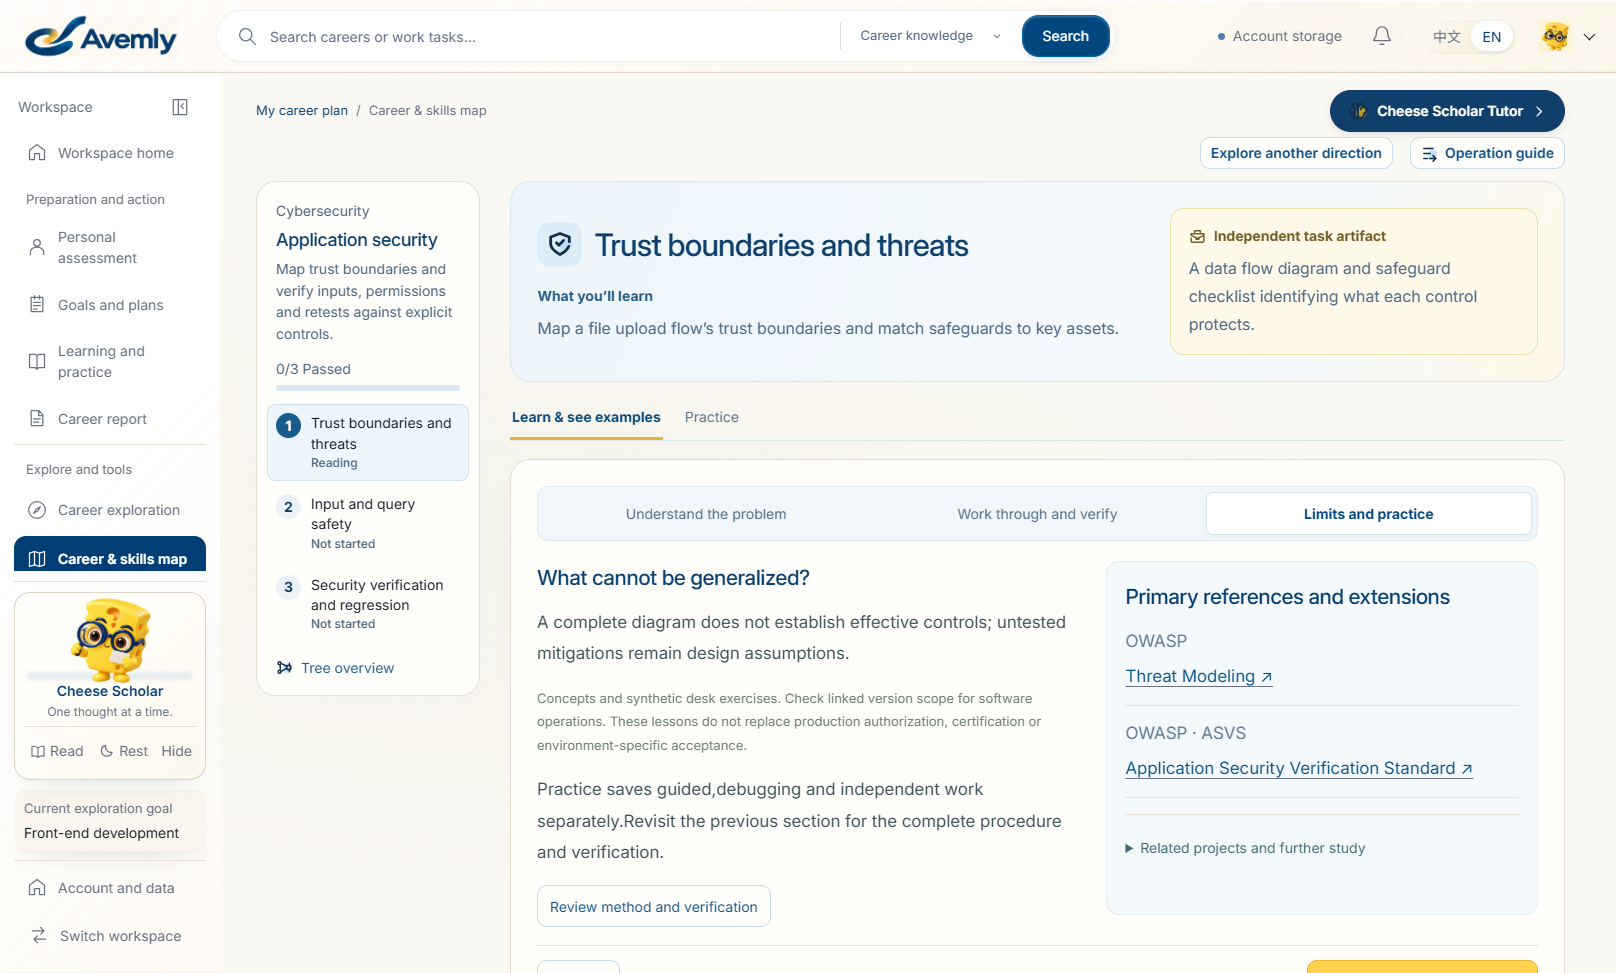 Avemly
Search careers or work tasks...
Career knowledge
Search
Account storage
中文
EN
Workspace
Workspace home
Preparation and action
Personal
assessment
Goals and plans
Learning and
practice
Career report
Explore and tools
Career exploration
Career & skills map
Cheese Scholar
One thought at a time.
Read
Rest
Hide
Current exploration goal
Front-end development
Account and data
Switch workspace
My career plan / Career & skills map
Cheese Scholar Tutor
Explore another direction
Operation guide
Cybersecurity
Application security
Map trust boundaries and
verify inputs, permissions
and retests against explicit
controls.
0/3 Passed
1
Trust boundaries and
threats
Reading
2
Input and query
safety
Not started
3
Security verification
and regression
Not started
Tree overview
Trust boundaries and threats
What you’ll learn
Map a file upload flow’s trust boundaries and match safeguards to key assets.
Independent task artifact
A data flow diagram and safeguard
checklist identifying what each control
protects.
Learn & see examples
Practice
Understand the problem
Work through and verify
Limits and practice
What cannot be generalized?
A complete diagram does not establish effective controls; untested
mitigations remain design assumptions.
Concepts and synthetic desk exercises. Check linked version scope for software
operations. These lessons do not replace production authorization, certification or
environment-specific acceptance.
Practice saves guided,debugging and independent work
separately.Revisit the previous section for the complete procedure
and verification.
Review method and verification
Primary references and extensions
OWASP
Threat Modeling ↗
OWASP · ASVS
Application Security Verification Standard ↗
Related projects and further study